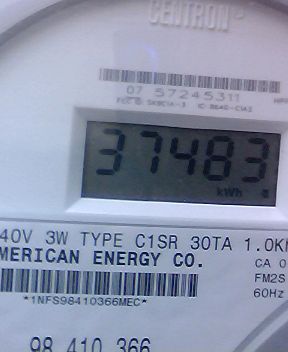 CENTRON
07 57245311
37483
kWh
40V 3W TYPE C1SR 30TA 1.0K
MERICAN ENERGY CO.
CA 0
FM2S
*1NFS98410366MEC*
60Hz
98 410 366